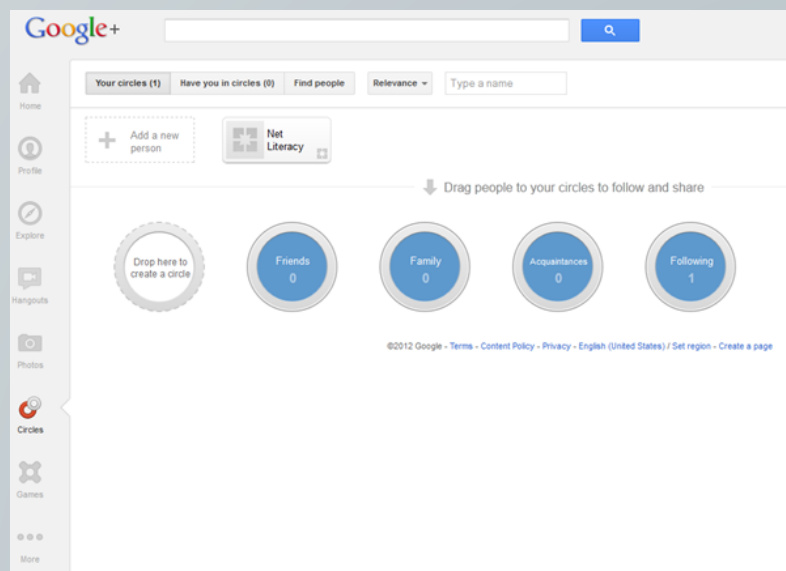 Google+
Your circles (1) Have you in circles (0) Find people Relevance Type a name
Home
Add a new
person
Net
Literacy
Profile
Drag people to your circles to follow and share
Explore
Drop here to
create a circle
Friends
0
Family
0
Acquaintances
0
Following
1
Hangouts
©2012 Google - Terms - Content Policy - Privacy - English (United States) / Set region - Create a page
Photos
Circles
Games
More